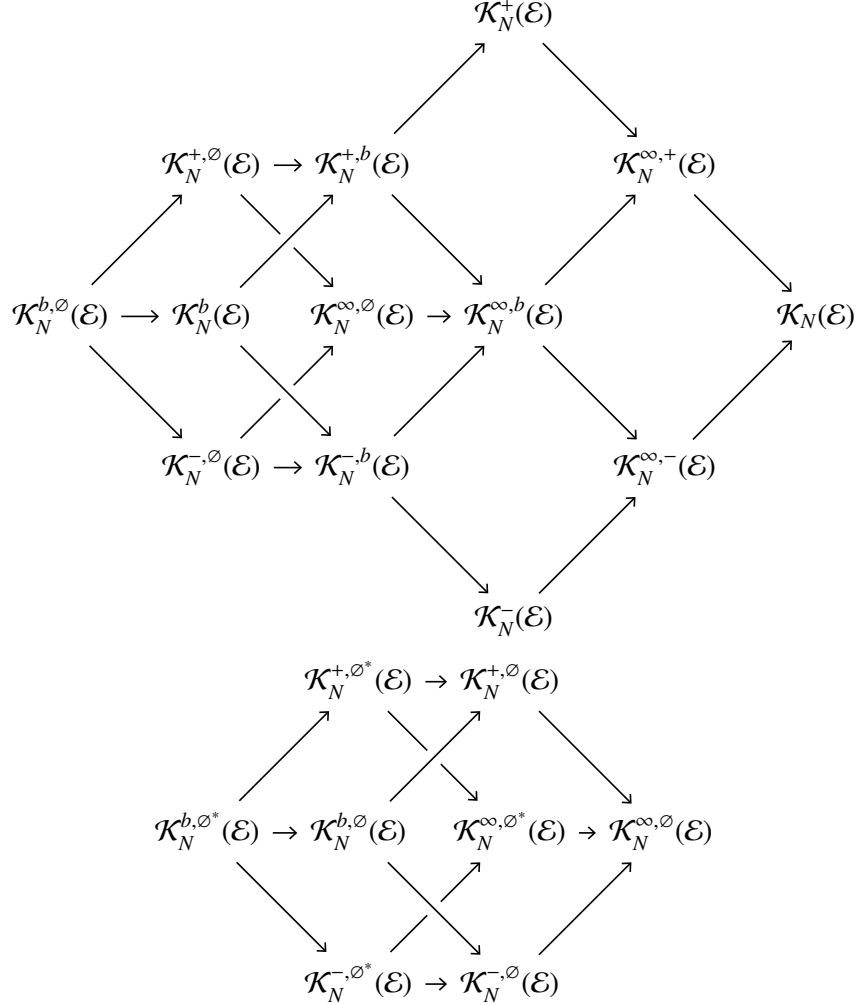 𝒦_N^+(ℰ)
𝒦_N^{+,∅}(ℰ) → 𝒦_N^{+,b}(ℰ) 𝒦_N^{∞,+}(ℰ)
𝒦_N^{b,∅}(ℰ) → 𝒦_N^b(ℰ) 𝒦_N^{∞,∅}(ℰ) → 𝒦_N^{∞,b}(ℰ) 𝒦_N(ℰ)
𝒦_N^{-,∅}(ℰ) → 𝒦_N^{-,b}(ℰ) 𝒦_N^{∞,-}(ℰ)
𝒦_N^-(ℰ)
𝒦_N^{+,∅*}(ℰ) → 𝒦_N^{+,∅}(ℰ)
𝒦_N^{b,∅*}(ℰ) → 𝒦_N^{b,∅}(ℰ) 𝒦_N^{∞,∅*}(ℰ) → 𝒦_N^{∞,∅}(ℰ)
𝒦_N^{-,∅*}(ℰ) → 𝒦_N^{-,∅}(ℰ)